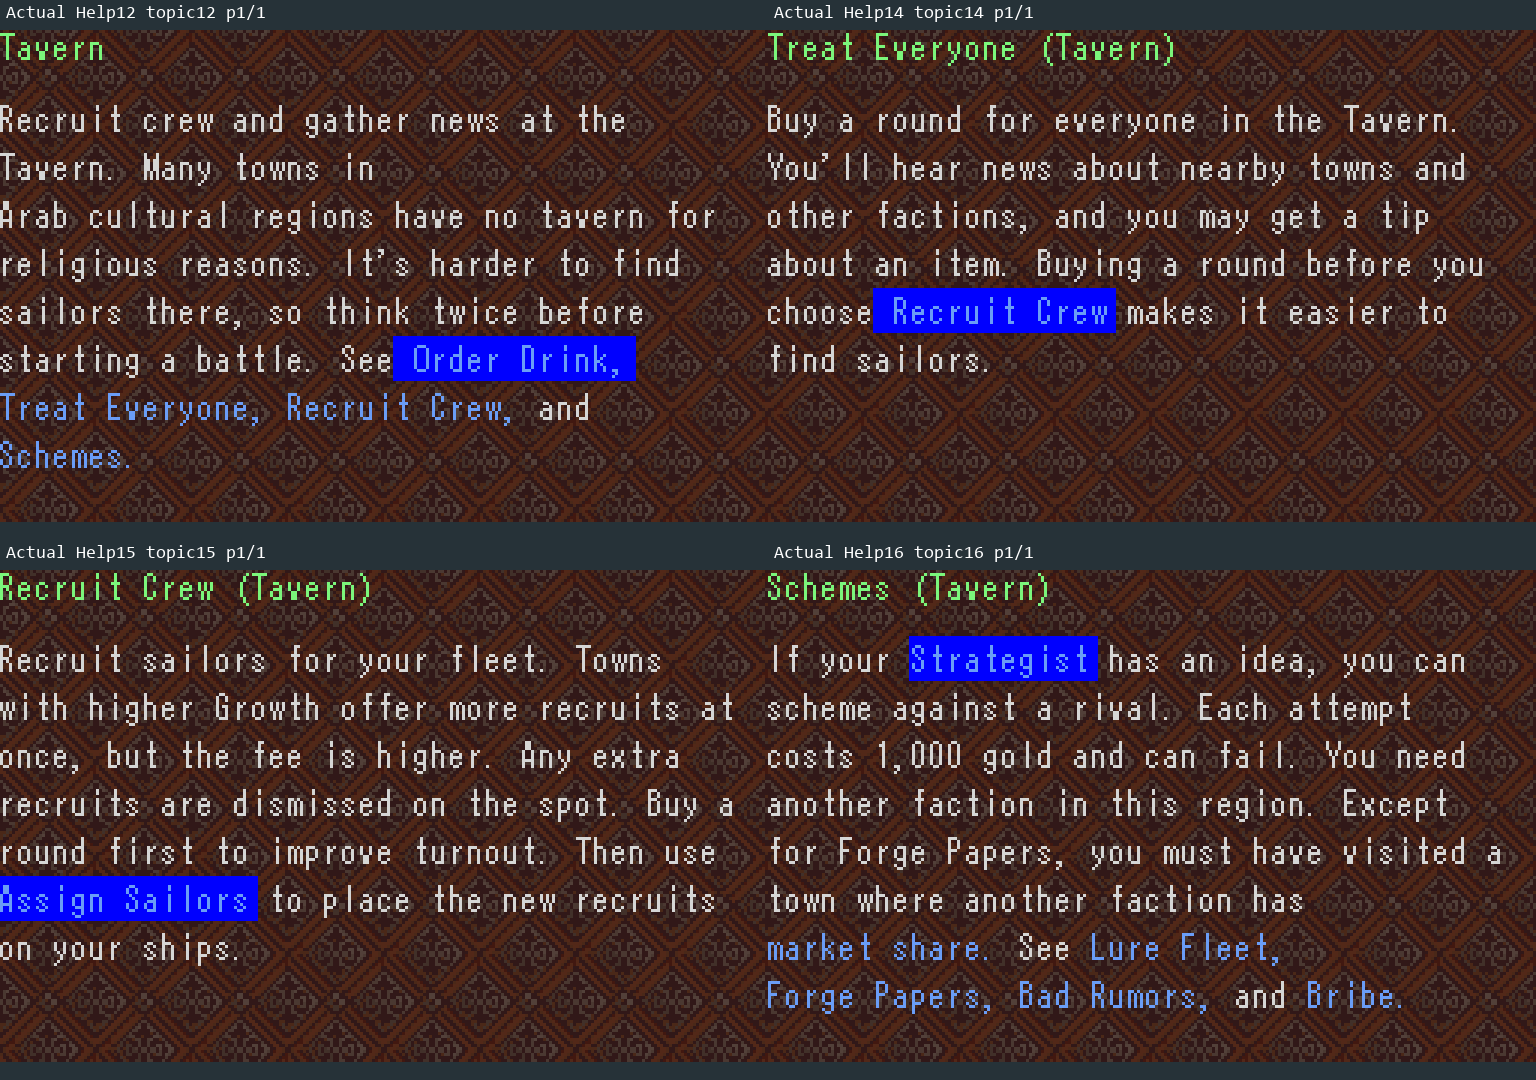 Actual Help12 topic12 p1/1
Tavern
Recruit crew and gather news at the
Tavern. Many towns in
Arab cultural regions have no tavern for
religious reasons. It's harder to find
sailors there, so think twice before
starting a battle. See Order Drink,
Treat Everyone, Recruit Crew, and
Schemes.
Actual Help14 topic14 p1/1
Treat Everyone (Tavern)
Buy a round for everyone in the Tavern.
You'll hear news about nearby towns and
other factions, and you may get a tip
about an item. Buying a round before you
choose Recruit Crew makes it easier to
find sailors.
Actual Help15 topic15 p1/1
Recruit Crew (Tavern)
Recruit sailors for your fleet. Towns
with higher Growth offer more recruits at
once, but the fee is higher. Any extra
recruits are dismissed on the spot. Buy a
round first to improve turnout. Then use
Assign Sailors to place the new recruits
on your ships.
Actual Help16 topic16 p1/1
Schemes (Tavern)
If your Strategist has an idea, you can
scheme against a rival. Each attempt
costs 1,000 gold and can fail. You need
another faction in this region. Except
for Forge Papers, you must have visited a
town where another faction has
market share. See Lure Fleet,
Forge Papers, Bad Rumors, and Bribe.